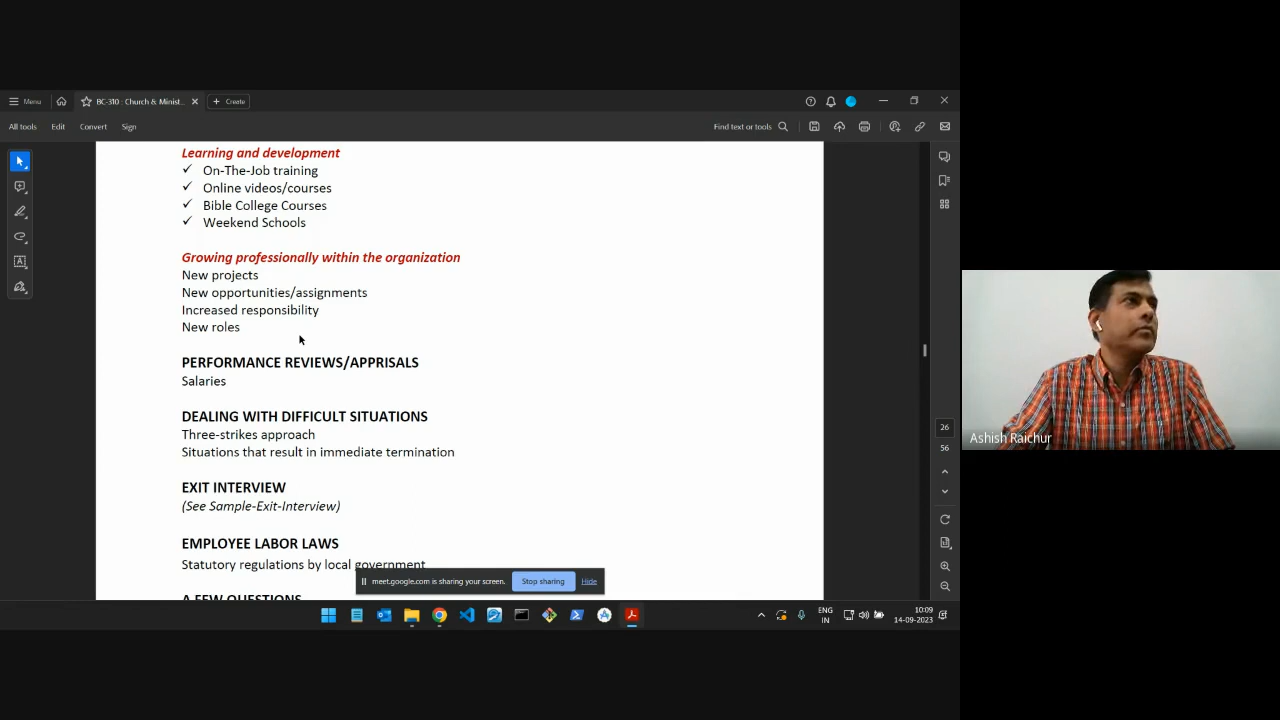 Menu
BC-310 : Church & Minist...
Create
All tools
Edit
Convert
Sign
Find text or tools
Learning and development
✓ On-The-Job training
✓ Online videos/courses
✓ Bible College Courses
✓ Weekend Schools
Growing professionally within the organization
New projects
New opportunities/assignments
Increased responsibility
New roles
PERFORMANCE REVIEWS/APPRISALS
Salaries
DEALING WITH DIFFICULT SITUATIONS
Three-strikes approach
Situations that result in immediate termination
EXIT INTERVIEW
(See Sample-Exit-Interview)
EMPLOYEE LABOR LAWS
Statutory regulations by local government
A FEW QUESTIONS
26
56
meet.google.com is sharing your screen.
Stop sharing
Hide
ENG
IN
10:09
14-09-2023
Ashish Raichur